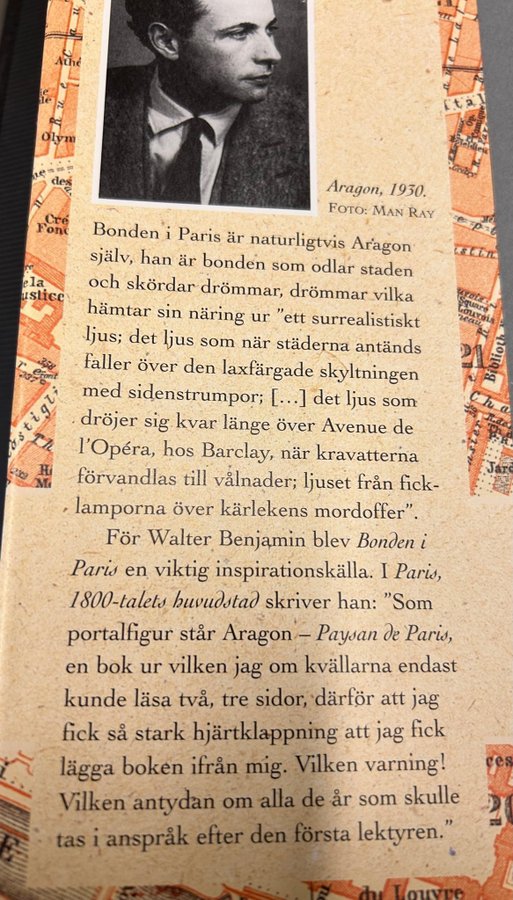 Aragon, 1930.
FOTO: MAN RAY
Bonden i Paris är naturligtvis Aragon
själv, han är bonden som odlar staden
och skördar drömmar, drömmar vilka
hämtar sin näring ur "ett surrealistiskt
ljus; det ljus som när städerna antänds
faller över den laxfärgade skyltningen
med sidenstrumpor; [...] det ljus som
dröjer sig kvar länge över Avenue de
l'Opéra, hos Barclay, när kravatterna
förvandlas till vålnader; ljuset från fick-
lamporna över kärlekens mordoffer".
För Walter Benjamin blev Bonden i
Paris en viktig inspirationskälla. I Paris,
1800-talets huvudstad skriver han: "Som
portalfigur står Aragon – Paysan de Paris,
en bok ur vilken jag om kvällarna endast
kunde läsa två, tre sidor, därför att jag
fick så stark hjärtklappning att jag fick
lägga boken ifrån mig. Vilken varning!
Vilken antydan om alla de år som skulle
tas i anspråk efter den första lektyren."
du Louvre